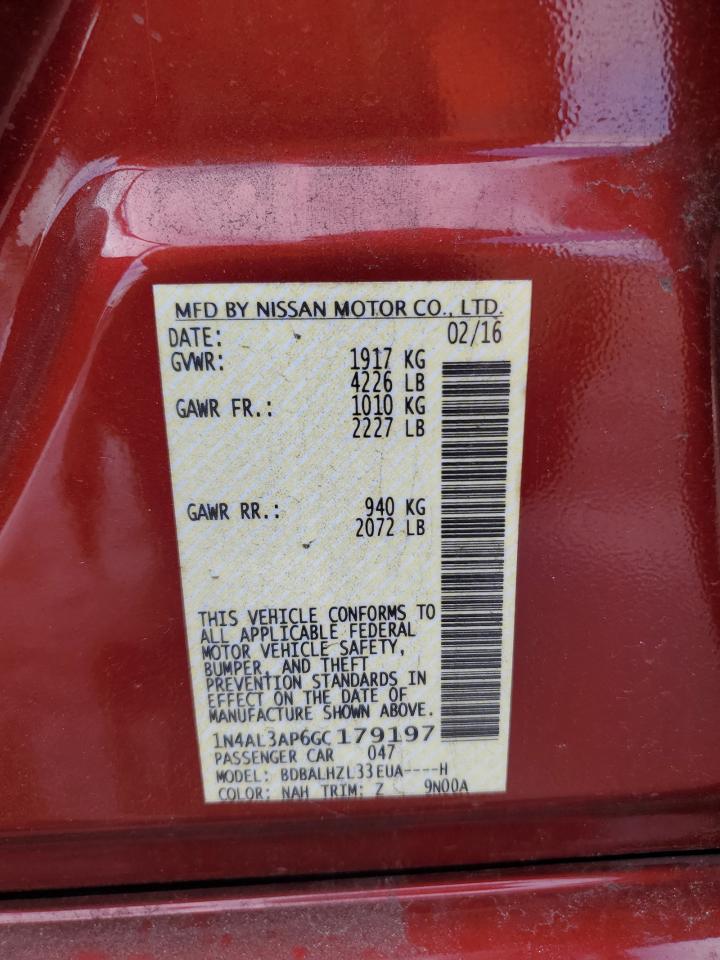 MFD BY NISSAN MOTOR CO., LTD.
DATE: 02/16
GVWR: 1917 KG
4226 LB
GAWR FR.: 1010 KG
2227 LB
GAWR RR.: 940 KG
2072 LB
THIS VEHICLE CONFORMS TO
ALL APPLICABLE FEDERAL
MOTOR VEHICLE SAFETY,
BUMPER, AND THEFT
PREVENTION STANDARDS IN
EFFECT ON THE DATE OF
MANUFACTURE SHOWN ABOVE.
1N4AL3AP6GC179197
PASSENGER CAR 047
MODEL: BDBALHZL33EUA----H
COLOR: NAH TRIM: Z 9N00A